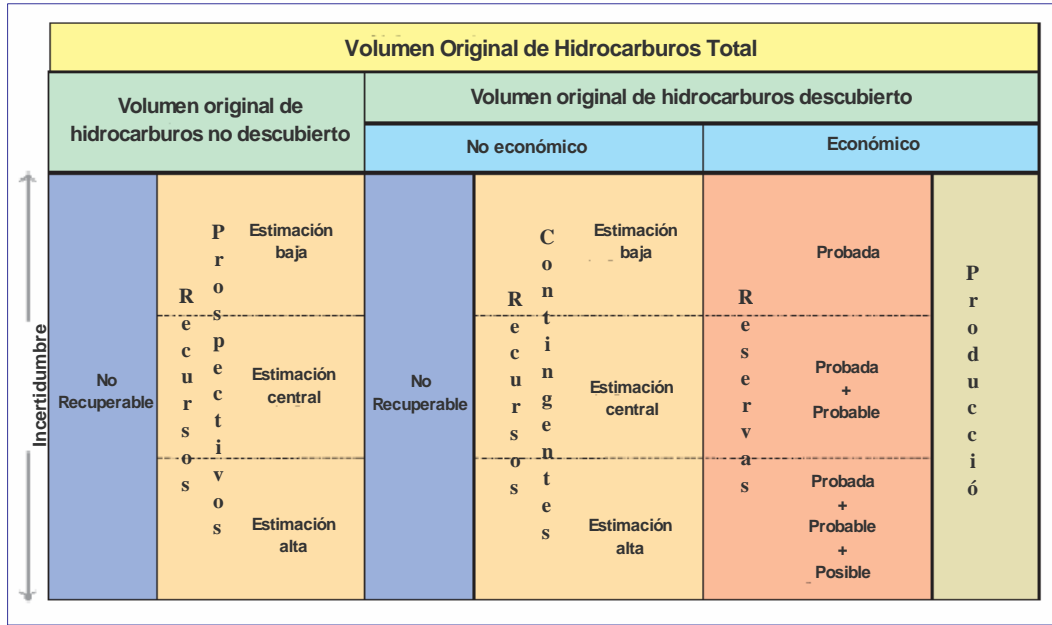 Volumen Original de Hidrocarburos Total
Volumen original de
hidrocarburos no descubierto
Volumen original de hidrocarburos descubierto
No económico
Económico
Incertidumbre
No
Recuperable
Recursos
Prospectivos
Estimación
baja
Estimación
central
Estimación
alta
No
Recuperable
Recursos
Contingentes
Estimación
baja
Estimación
central
Estimación
alta
Reservas
Probada
Probada
+
Probable
Probada
+
Probable
+
Posible
Producció